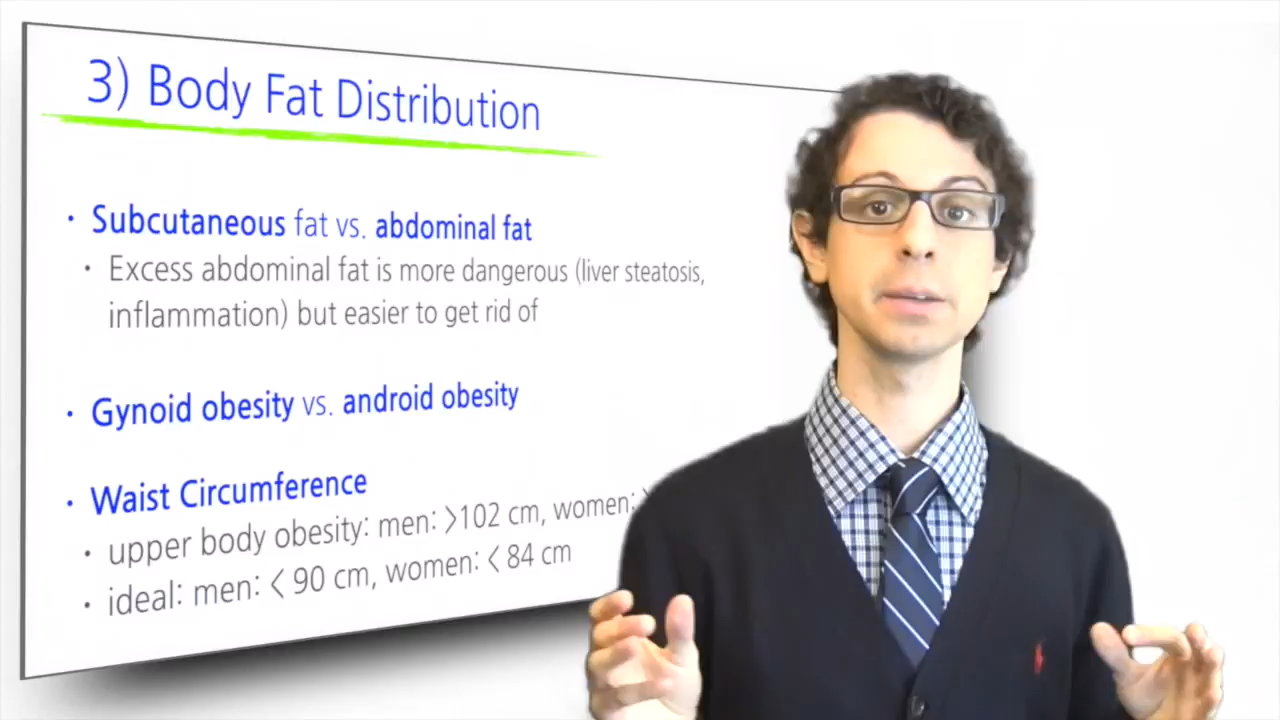 3) Body Fat Distribution
· Subcutaneous fat vs. abdominal fat
· Excess abdominal fat is more dangerous (liver steatosis,
inflammation) but easier to get rid of
· Gynoid obesity vs. android obesity
· Waist Circumference
· upper body obesity: men: >102 cm, women:
· ideal: men: < 90 cm, women: < 84 cm